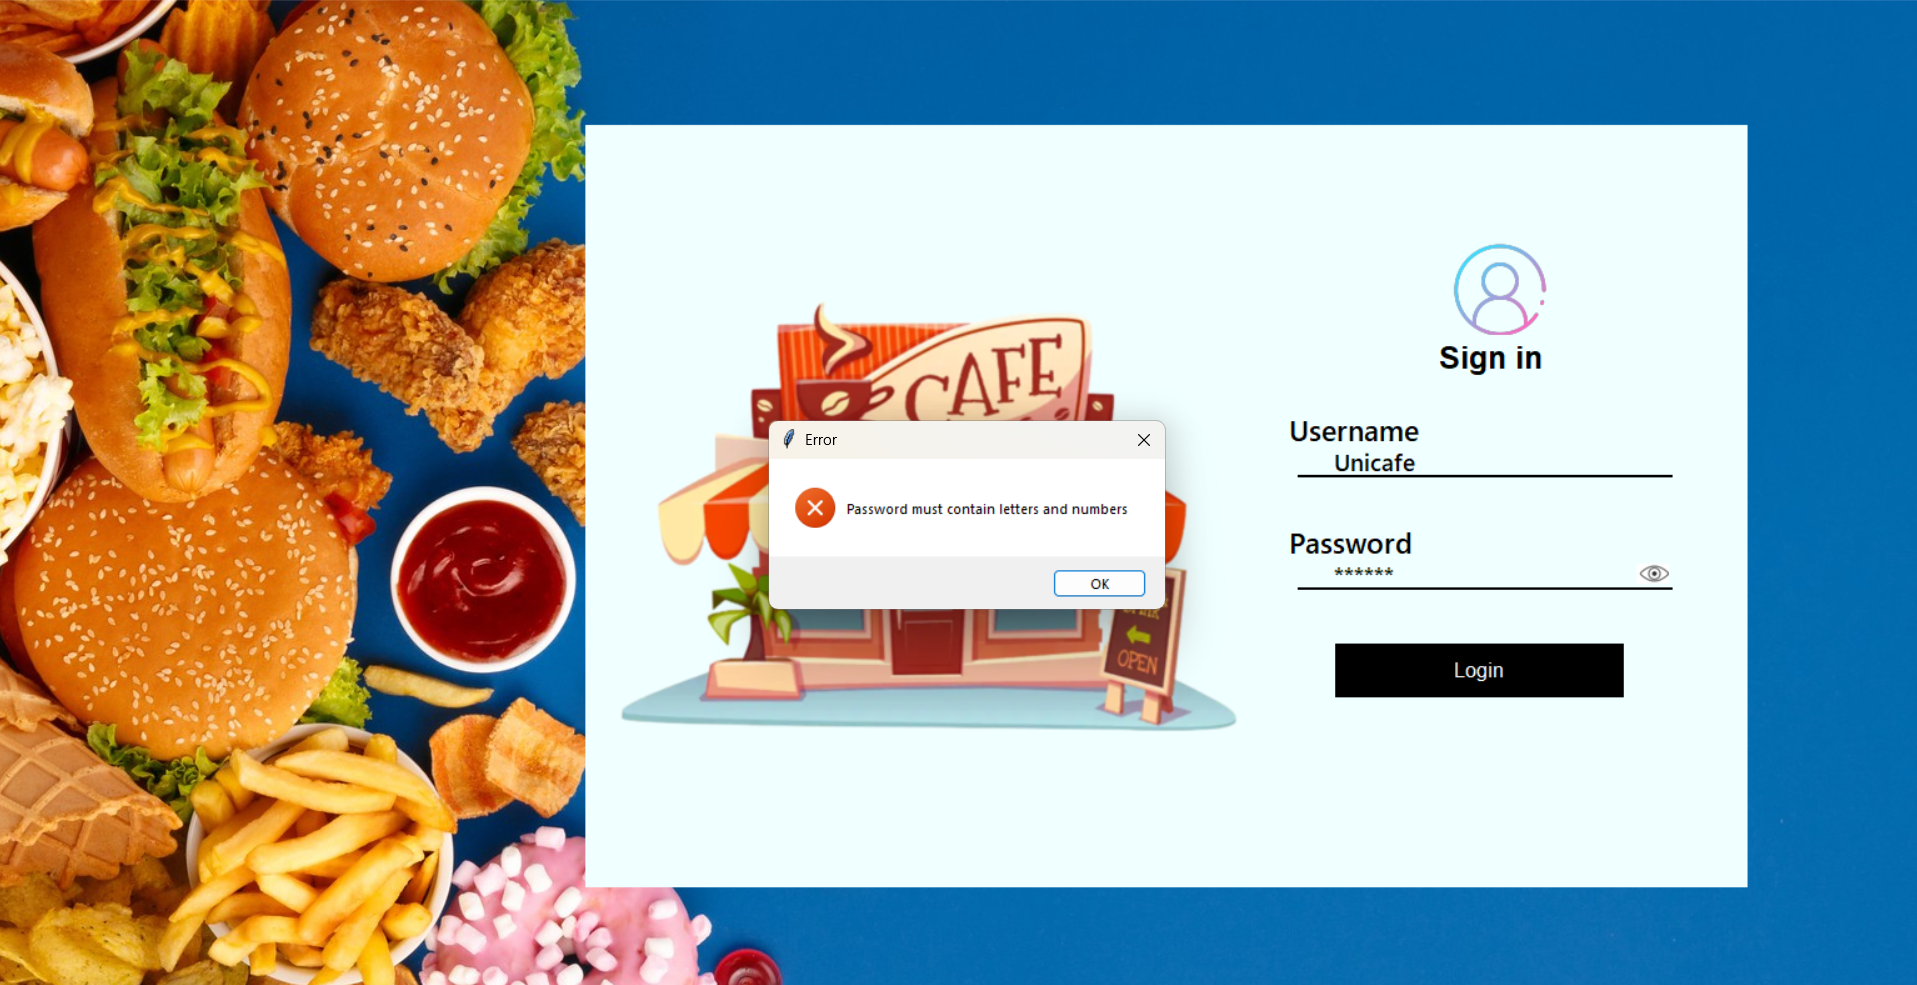 CAFE
Error
Password must contain letters and numbers
OK
OPEN
Sign in
Username
Unicafe
Password
******
Login